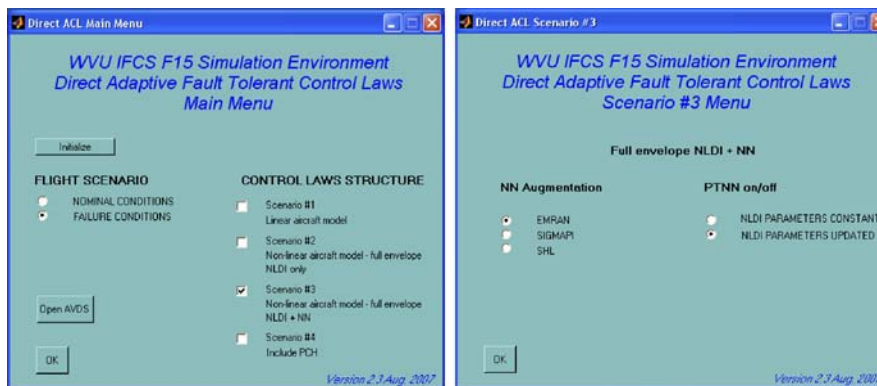 Direct ACL Main Menu
WVU IFCS F15 Simulation Environment
Direct Adaptive Fault Tolerant Control Laws
Main Menu
Initialize
FLIGHT SCENARIO
NOMINAL CONDITIONS
FAILURE CONDITIONS
Open AVDS
OK
CONTROL LAWS STRUCTURE
Scenario #1
Linear aircraft model
Scenario #2
Non-linear aircraft model - full envelope
NLDI only
Scenario #3
Non-linear aircraft model - full envelope
NLDI + NN
Scenario #4
Include PCH
Version 2.3 Aug. 2007
Direct ACL Scenario #3
WVU IFCS F15 Simulation Environment
Direct Adaptive Fault Tolerant Control Laws
Scenario #3 Menu
Full envelope NLDI + NN
NN Augmentation
EMRAN
SIGMAPI
SHL
PTNN on/off
NLDI PARAMETERS CONSTANT
NLDI PARAMETERS UPDATED
OK
Version 2.3 Aug. 200